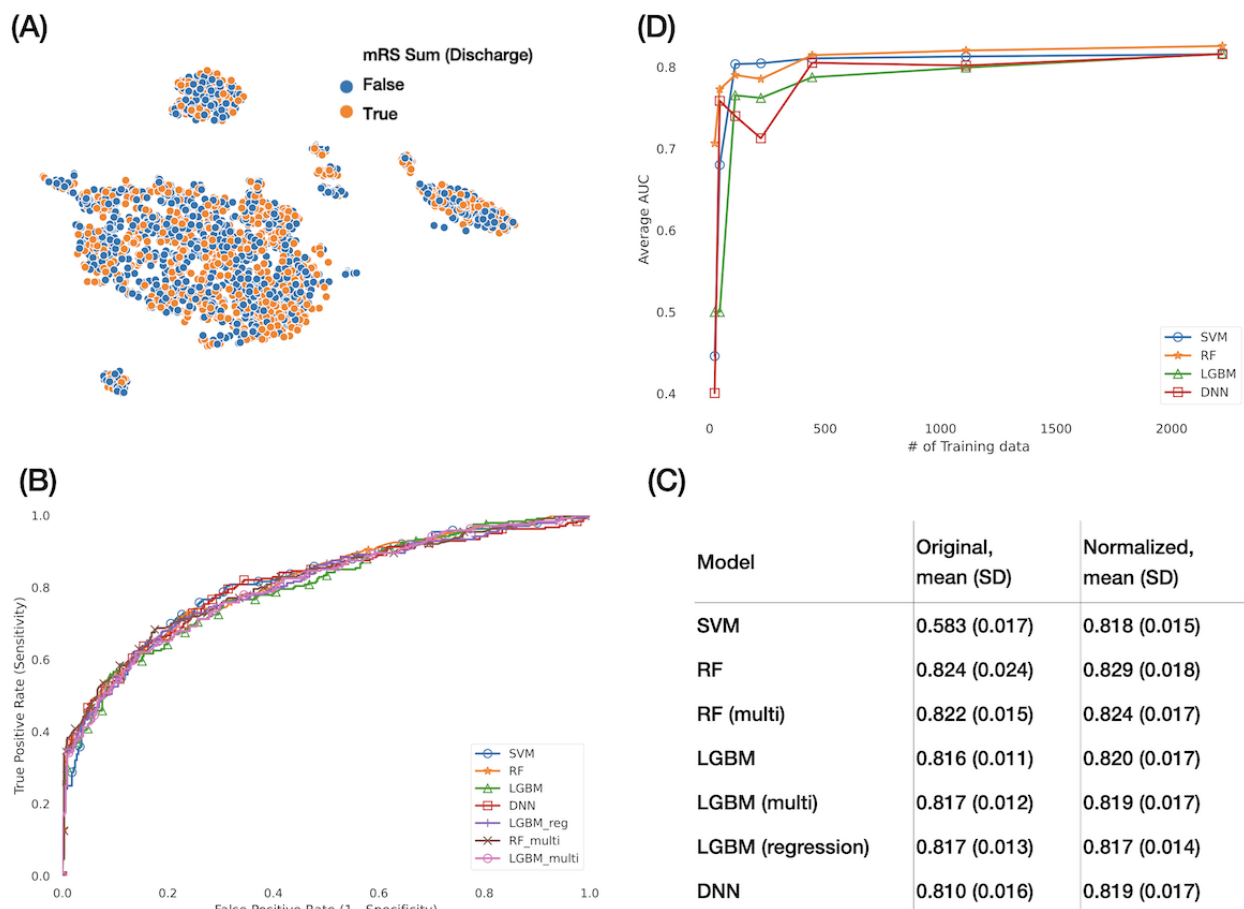 (A)
mRS Sum (Discharge)
False
True
(D)
Average AUC
0.8
0.7
0.6
0.5
0.4
0
500
1000
1500
2000
# of Training data
SVM
RF
LGBM
DNN
(B)
True Positive Rate (Sensitivity)
1.0
0.8
0.6
0.4
0.2
0.0
0.0
0.2
0.4
0.6
0.8
1.0
False Positive Rate (1 - Specificity)
SVM
RF
LGBM
DNN
LGBM_reg
RF_multi
LGBM_multi
(C)
Model
Original, mean (SD)
Normalized, mean (SD)
SVM 0.583 (0.017) 0.818 (0.015)
RF 0.824 (0.024) 0.829 (0.018)
RF (multi) 0.822 (0.015) 0.824 (0.017)
LGBM 0.816 (0.011) 0.820 (0.017)
LGBM (multi) 0.817 (0.012) 0.819 (0.017)
LGBM (regression) 0.817 (0.013) 0.817 (0.014)
DNN 0.810 (0.016) 0.819 (0.017)